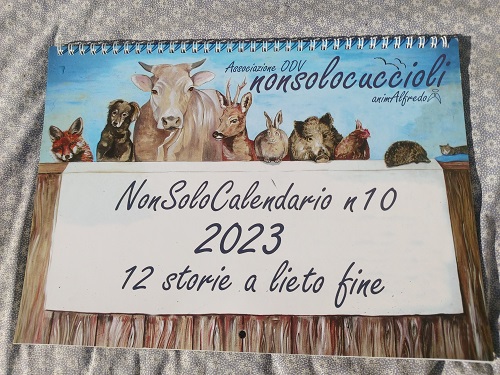 Associazione ODV
nonsolocuccioli
animAlfredo
NonSoloCalendario n10
2023
12 storie a lieto fine